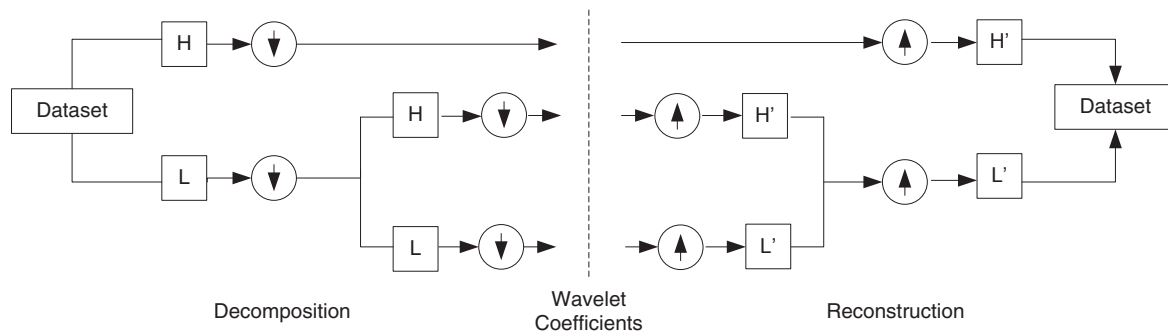 H
H'
Dataset
H
H'
Dataset
L
L'
L
L'
Decomposition
Wavelet
Coefficients
Reconstruction